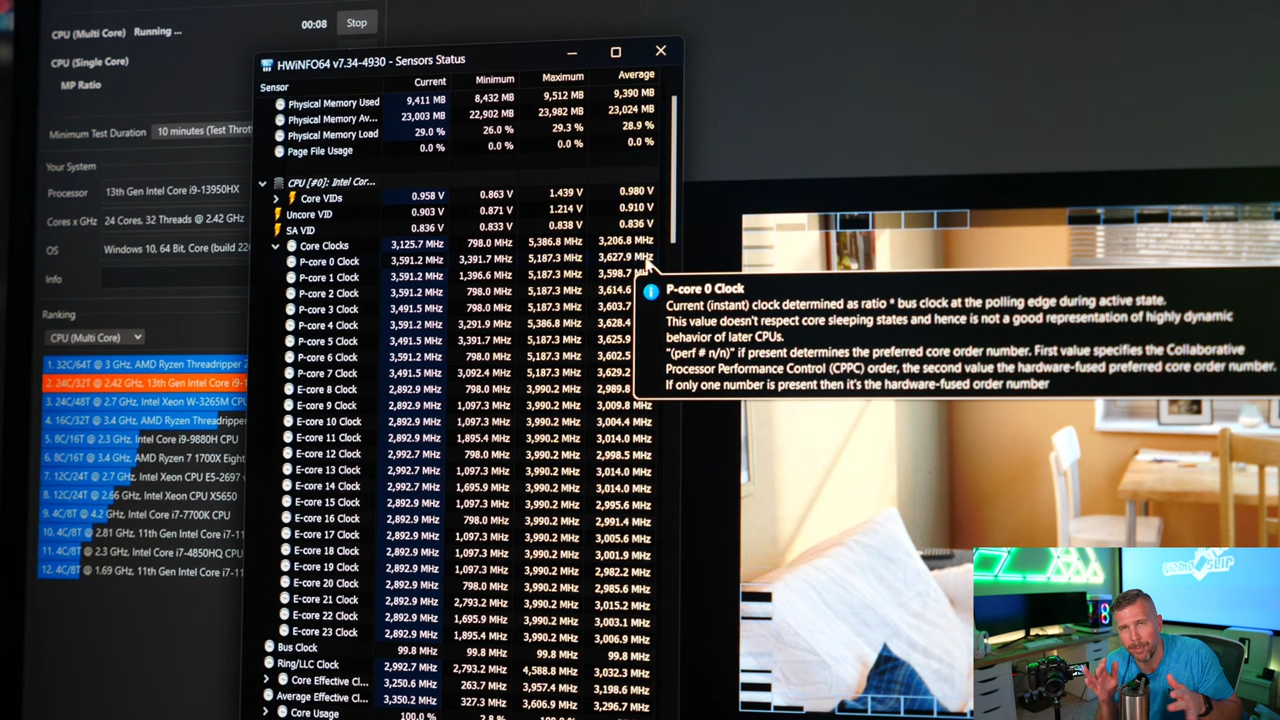 CPU (Multi Core) Running ...
00:08 Stop
CPU (Single Core)
MP Ratio
Minimum Test Duration 10 minutes (Test Thrott
Your System
Processor 13th Gen Intel Core i9-13950HX
Cores x GHz 24 Cores, 32 Threads @ 2.42 GHz
OS Windows 10, 64 Bit, Core (build 22
Info
Ranking
CPU (Multi Core)
1. 32C/64T @ 3 GHz, AMD Ryzen Threadripper 2
2. 24C/32T @ 2.42 GHz, 13th Gen Intel Core i9-1
3. 24C/48T @ 2.7 GHz, Intel Xeon W-3265M CPU
4. 16C/32T @ 3.4 GHz, AMD Ryzen Threadripper
5. 8C/16T @ 2.3 GHz, Intel Core i9-9880H CPU
6. 8C/16T @ 3.4 GHz, AMD Ryzen 7 1700X Eight
7. 12C/24T @ 2.7 GHz, Intel Xeon CPU E5-2697 v
8. 12C/24T @ 2.66 GHz, Intel Xeon CPU X5650
9. 4C/8T @ 4.2 GHz, Intel Core i7-7700K CPU
10. 4C/8T @ 2.81 GHz, 11th Gen Intel Core i7-11
11. 4C/8T @ 2.3 GHz, Intel Core i7-4850HQ CPU
12. 4C/8T @ 1.69 GHz, 11th Gen Intel Core i7-11
HWiNFO64 v7.34-4930 - Sensors Status
Sensor Current Minimum Maximum Average
Physical Memory Used 9,411 MB 8,432 MB 9,512 MB 9,390 MB
Physical Memory Av... 23,003 MB 22,902 MB 23,982 MB 23,024 MB
Physical Memory Load 29.0 % 26.0 % 29.3 % 28.9 %
Page File Usage 0.0 % 0.0 % 0.0 % 0.0 %
CPU [#0]: Intel Cor...
Core VIDs 0.958 V 0.863 V 1.439 V 0.980 V
Uncore VID 0.903 V 0.871 V 1.214 V 0.910 V
SA VID 0.836 V 0.833 V 0.838 V 0.836 V
Core Clocks 3,125.7 MHz 798.0 MHz 5,386.8 MHz 3,206.8 MHz
P-core 0 Clock 3,591.2 MHz 3,391.7 MHz 5,187.3 MHz 3,627.9 MHz
P-core 1 Clock 3,591.2 MHz 1,396.6 MHz 5,187.3 MHz 3,598.7 M
P-core 2 Clock 3,591.2 MHz 798.0 MHz 5,187.3 MHz 3,614.6
P-core 3 Clock 3,491.5 MHz 798.0 MHz 5,187.3 MHz 3,603.7
P-core 4 Clock 3,591.2 MHz 3,291.9 MHz 5,386.8 MHz 3,628.4
P-core 5 Clock 3,491.5 MHz 3,391.7 MHz 5,187.3 MHz 3,625.9
P-core 6 Clock 3,591.2 MHz 798.0 MHz 5,187.3 MHz 3,602.5
P-core 7 Clock 3,491.5 MHz 3,092.4 MHz 5,187.3 MHz 3,629.2
E-core 8 Clock 2,892.9 MHz 798.0 MHz 3,990.2 MHz 2,989.8
E-core 9 Clock 2,892.9 MHz 1,097.3 MHz 3,990.2 MHz 3,009.8 MHz
E-core 10 Clock 2,892.9 MHz 1,097.3 MHz 3,990.2 MHz 3,004.4 MHz
E-core 11 Clock 2,892.9 MHz 1,895.4 MHz 3,990.2 MHz 3,014.0 MHz
E-core 12 Clock 2,992.7 MHz 1,097.3 MHz 3,990.2 MHz 2,998.5 MHz
E-core 13 Clock 2,992.7 MHz 1,097.3 MHz 3,990.2 MHz 3,014.0 MHz
E-core 14 Clock 2,992.7 MHz 1,695.9 MHz 3,990.2 MHz 3,014.0 MHz
E-core 15 Clock 2,992.7 MHz 1,097.3 MHz 3,990.2 MHz 2,995.6 MHz
E-core 16 Clock 2,892.9 MHz 798.0 MHz 3,990.2 MHz 2,991.4 MHz
E-core 17 Clock 2,892.9 MHz 1,097.3 MHz 3,990.2 MHz 3,005.6 MHz
E-core 18 Clock 2,892.9 MHz 1,097.3 MHz 3,990.2 MHz 3,001.9 MHz
E-core 19 Clock 2,892.9 MHz 1,097.3 MHz 3,990.2 MHz 2,982.2 MHz
E-core 20 Clock 2,892.9 MHz 798.0 MHz 3,990.2 MHz 2,985.6 MHz
E-core 21 Clock 2,892.9 MHz 2,793.2 MHz 3,990.2 MHz 3,015.2 MHz
E-core 22 Clock 2,892.9 MHz 1,695.9 MHz 3,990.2 MHz 3,003.1 MHz
E-core 23 Clock 2,892.9 MHz 1,895.4 MHz 3,990.2 MHz 3,006.9 MHz
Bus Clock 99.8 MHz 99.8 MHz 99.8 MHz 99.8 MHz
Ring/LLC Clock 2,992.7 MHz 2,793.2 MHz 4,588.8 MHz 3,032.3 MHz
Core Effective Cl... 3,250.6 MHz 263.7 MHz 3,957.4 MHz 3,198.6 MHz
Average Effective C... 3,350.2 MHz 327.3 MHz 3,606.9 MHz 3,296.7 MHz
Core Usage 100.0 % 2.8 % 100.0 %
P-core 0 Clock
Current (instant) clock determined as ratio * bus clock at the polling edge during active state.
This value doesn't respect core sleeping states and hence is not a good representation of highly dynamic
behavior of later CPUs.
"(perf # n/n)" if present determines the preferred core order number. First value specifies the Collaborative
Processor Performance Control (CPPC) order, the second value the hardware-fused preferred core order number.
If only one number is present then it's the hardware-fused order number
GIZMO SLIP